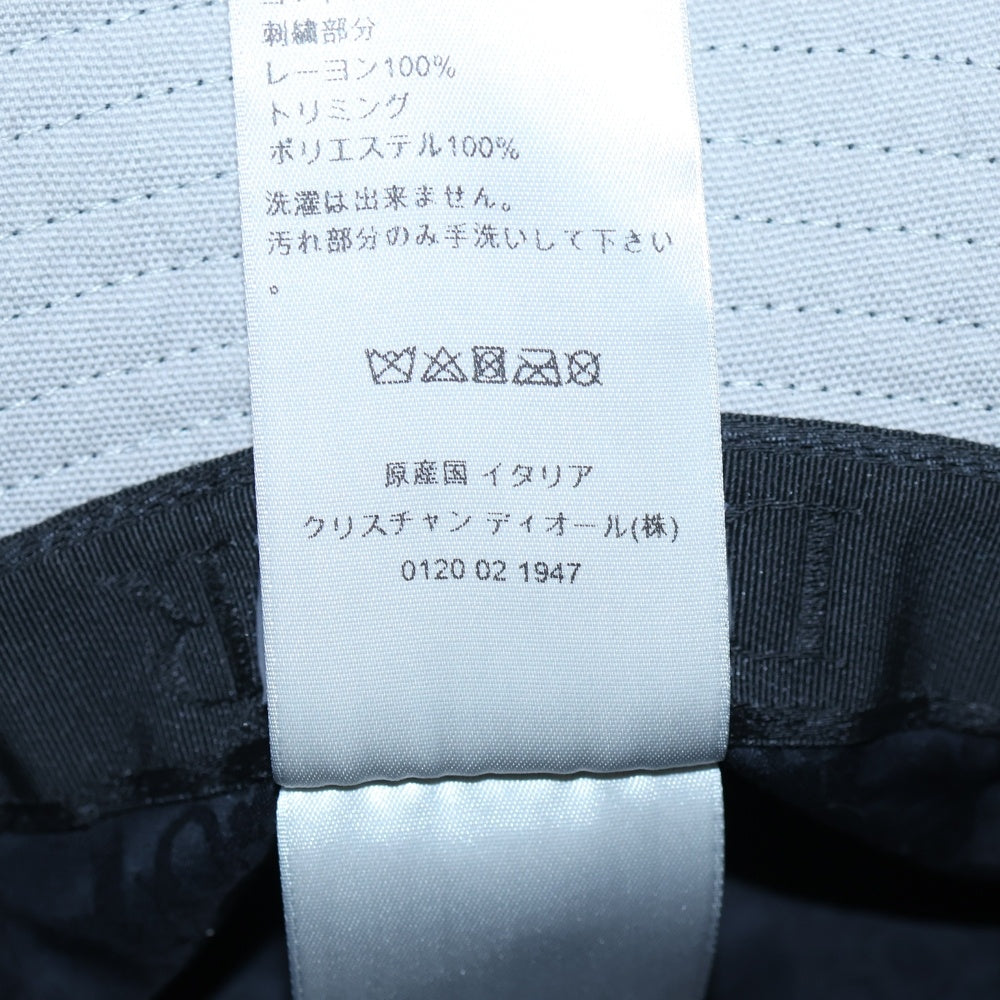 刺繍部分
レーヨン100%
トリミング
ポリエステル100%
洗濯は出来ません。
汚れ部分のみ手洗いして下さい
。
原産国 イタリア
クリスチャン ディオール(株)
0120 02 1947